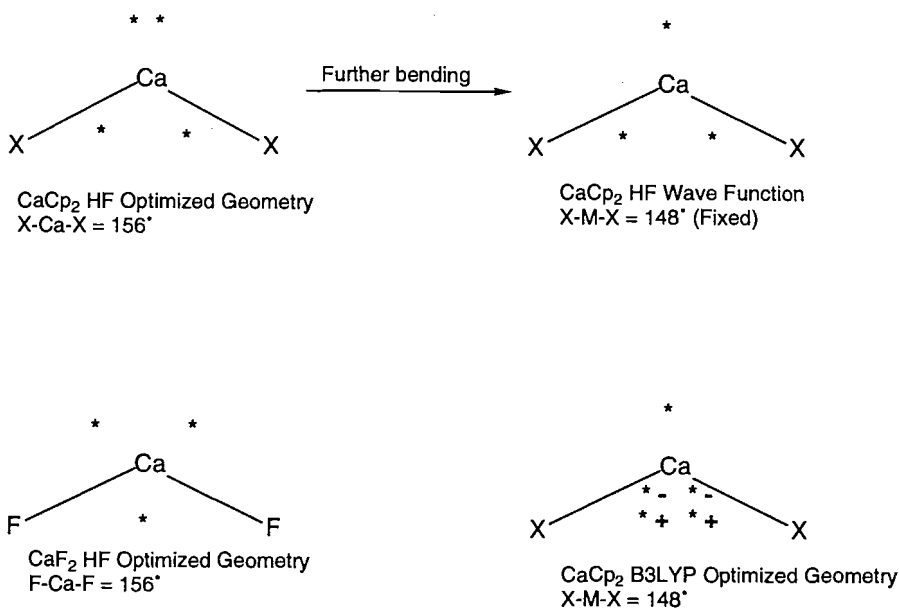 * *
*
Ca
Further bending
Ca
* *
* *
X
X
X
X
CaCp₂ HF Optimized Geometry
X-Ca-X = 156°
CaCp₂ HF Wave Function
X-M-X = 148° (Fixed)
* *
*
Ca
Ca
* - * -
* + * +
*
F
F
X
X
CaF₂ HF Optimized Geometry
F-Ca-F = 156°
CaCp₂ B3LYP Optimized Geometry
X-M-X = 148°